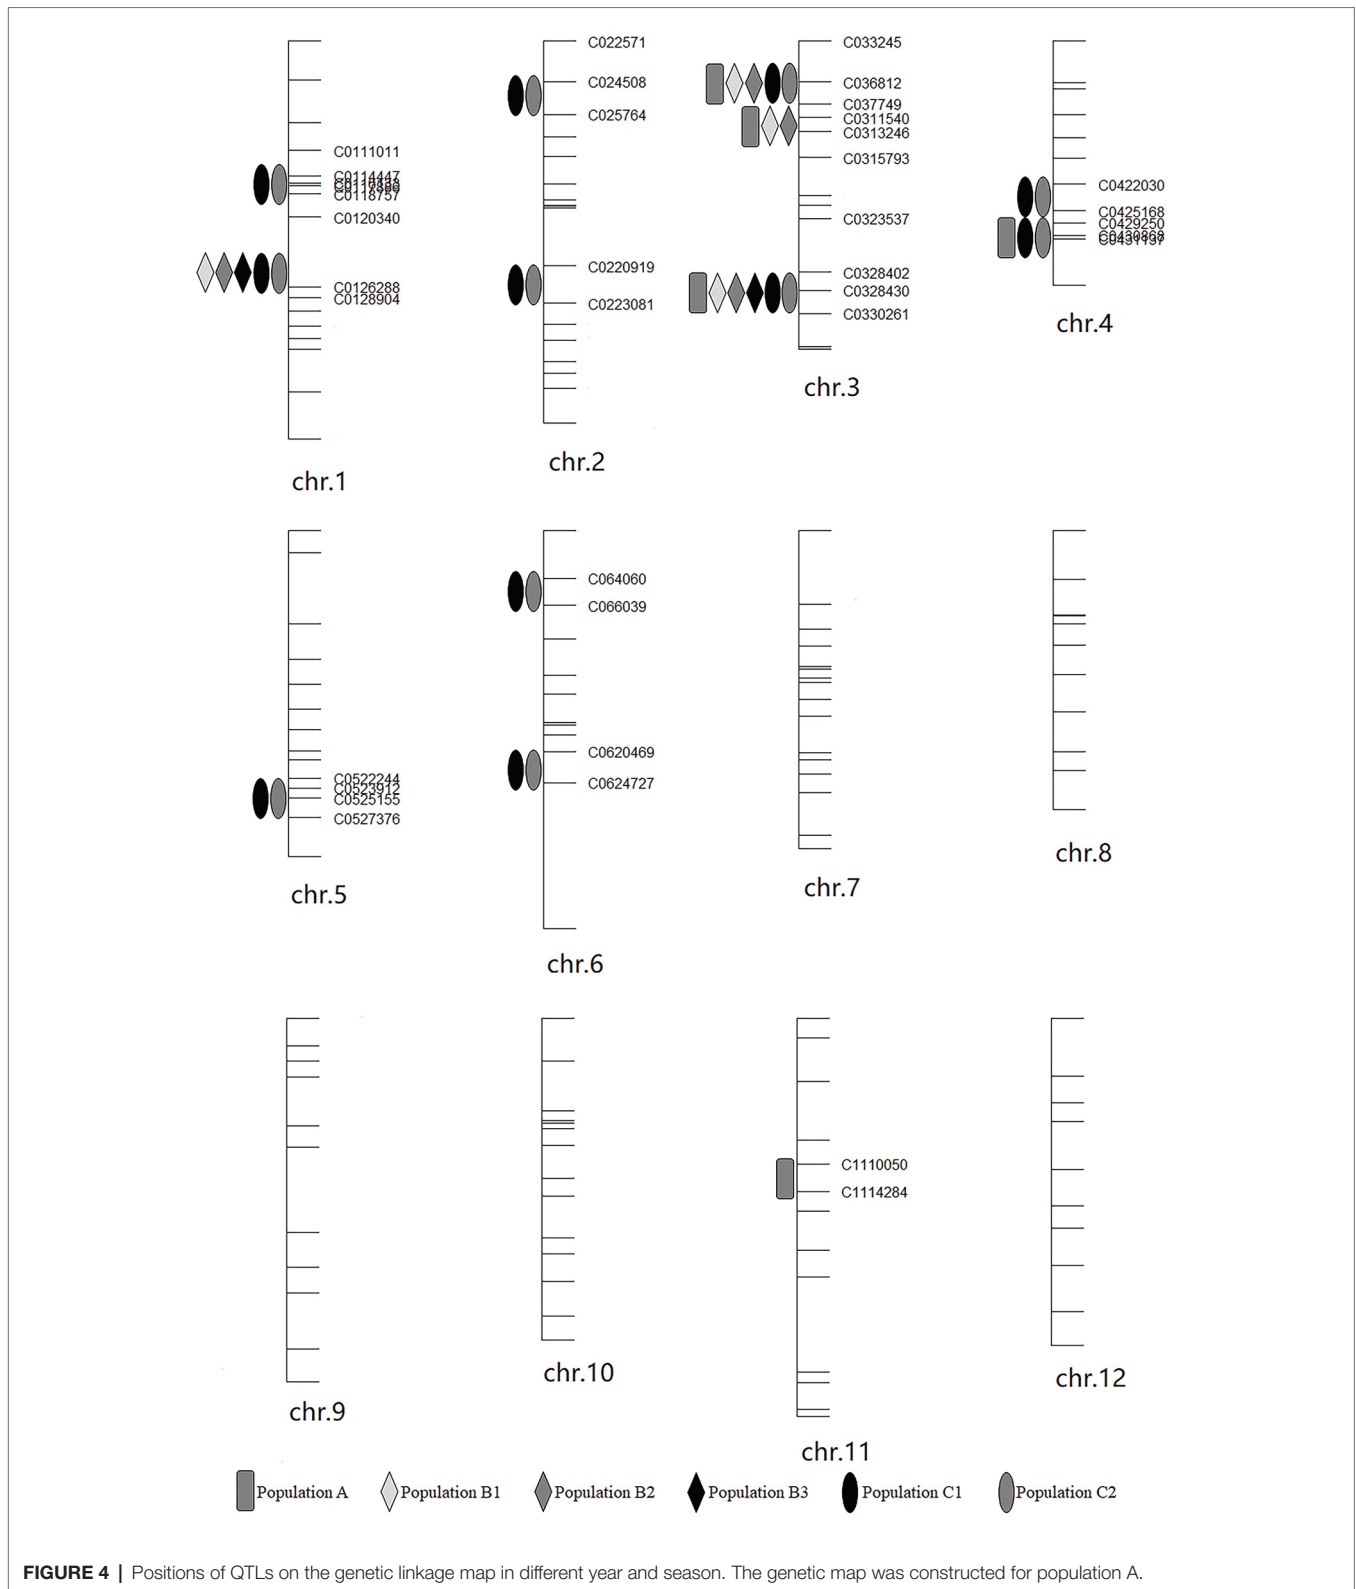 C0111011
C0114447
C0118757
C0120340
C0126288
C0128904
chr.1
C022571
C024508
C025764
C0220919
C0223081
chr.2
C033245
C036812
C037749
C0311540
C0313246
C0315793
C0323537
C0328402
C0328430
C0330261
chr.3
C0422030
C0425168
C0429250
chr.4
C0522244
C0523912
C0525155
C0527376
chr.5
C064060
C066039
C0620469
C0624727
chr.6
chr.7
chr.8
chr.9
chr.10
C1110050
C1114284
chr.11
chr.12
Population A Population B1 Population B2 Population B3 Population C1 Population C2
FIGURE 4 | Positions of QTLs on the genetic linkage map in different year and season. The genetic map was constructed for population A.